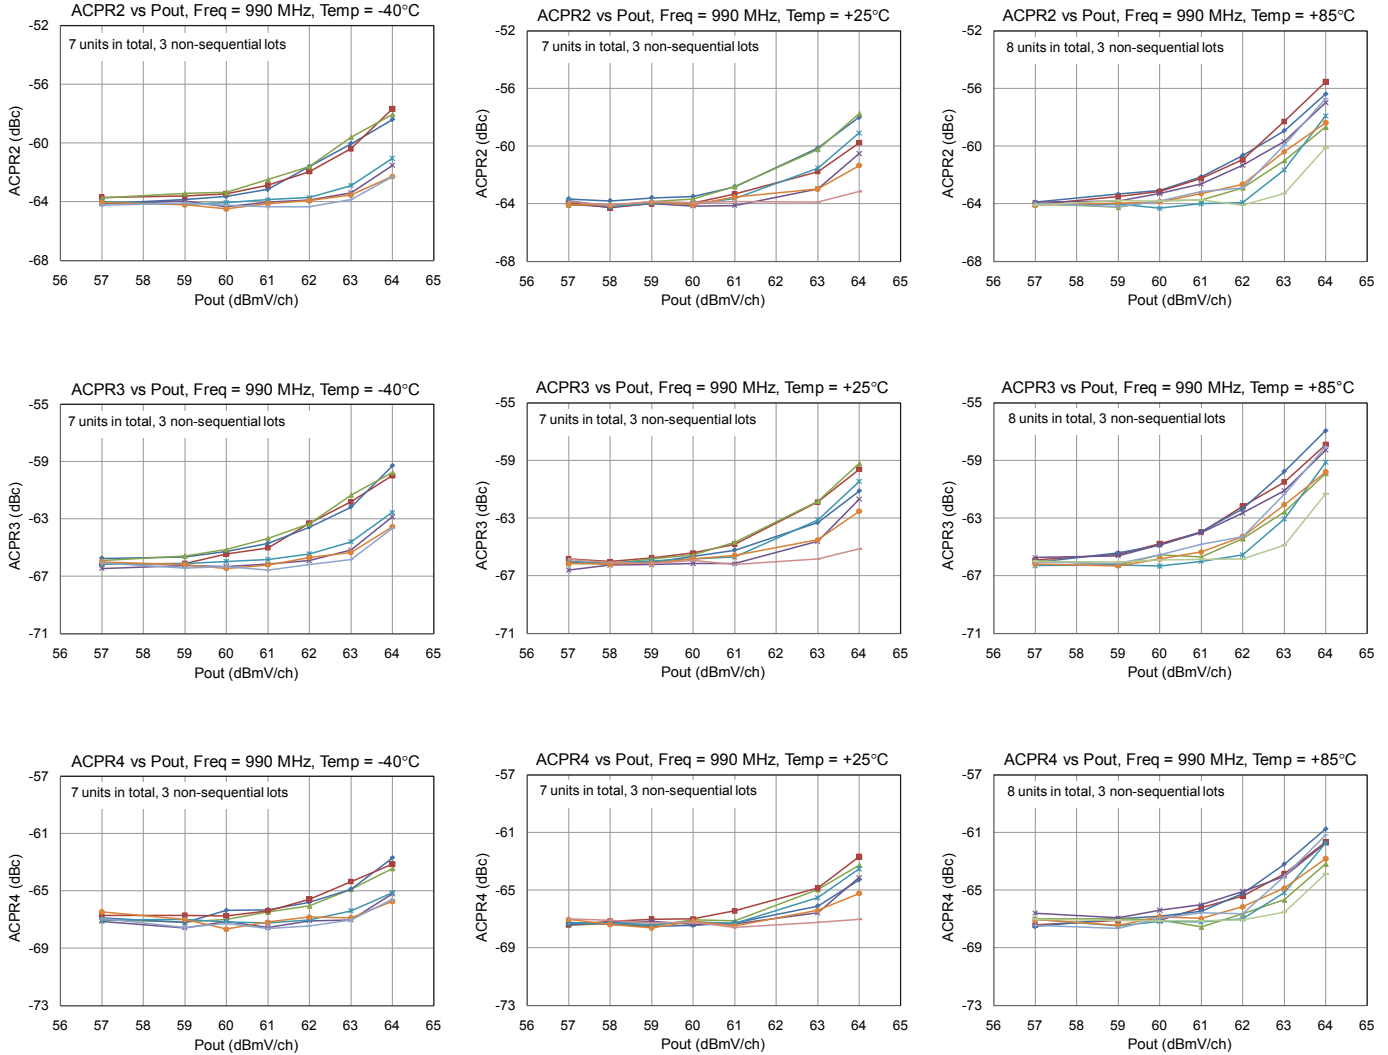 ACPR2 vs Pout, Freq = 990 MHz, Temp = -40°C
7 units in total, 3 non-sequential lots
ACPR2 (dBc)
-52
-56
-60
-64
-68
56 57 58 59 60 61 62 63 64 65
Pout (dBmV/ch)
ACPR2 vs Pout, Freq = 990 MHz, Temp = +25°C
7 units in total, 3 non-sequential lots
ACPR2 (dBc)
-52
-56
-60
-64
-68
56 57 58 59 60 61 62 63 64 65
Pout (dBmV/ch)
ACPR2 vs Pout, Freq = 990 MHz, Temp = +85°C
8 units in total, 3 non-sequential lots
ACPR2 (dBc)
-52
-56
-60
-64
-68
56 57 58 59 60 61 62 63 64 65
Pout (dBmV/ch)
ACPR3 vs Pout, Freq = 990 MHz, Temp = -40°C
7 units in total, 3 non-sequential lots
ACPR3 (dBc)
-55
-59
-63
-67
-71
56 57 58 59 60 61 62 63 64 65
Pout (dBmV/ch)
ACPR3 vs Pout, Freq = 990 MHz, Temp = +25°C
7 units in total, 3 non-sequential lots
ACPR3 (dBc)
-55
-59
-63
-67
-71
56 57 58 59 60 61 62 63 64 65
Pout (dBmV/ch)
ACPR3 vs Pout, Freq = 990 MHz, Temp = +85°C
8 units in total, 3 non-sequential lots
ACPR3 (dBc)
-55
-59
-63
-67
-71
56 57 58 59 60 61 62 63 64 65
Pout (dBmV/ch)
ACPR4 vs Pout, Freq = 990 MHz, Temp = -40°C
7 units in total, 3 non-sequential lots
ACPR4 (dBc)
-57
-61
-65
-69
-73
56 57 58 59 60 61 62 63 64 65
Pout (dBmV/ch)
ACPR4 vs Pout, Freq = 990 MHz, Temp = +25°C
7 units in total, 3 non-sequential lots
ACPR4 (dBc)
-57
-61
-65
-69
-73
56 57 58 59 60 61 62 63 64 65
Pout (dBmV/ch)
ACPR4 vs Pout, Freq = 990 MHz, Temp = +85°C
8 units in total, 3 non-sequential lots
ACPR4 (dBc)
-57
-61
-65
-69
-73
56 57 58 59 60 61 62 63 64 65
Pout (dBmV/ch)